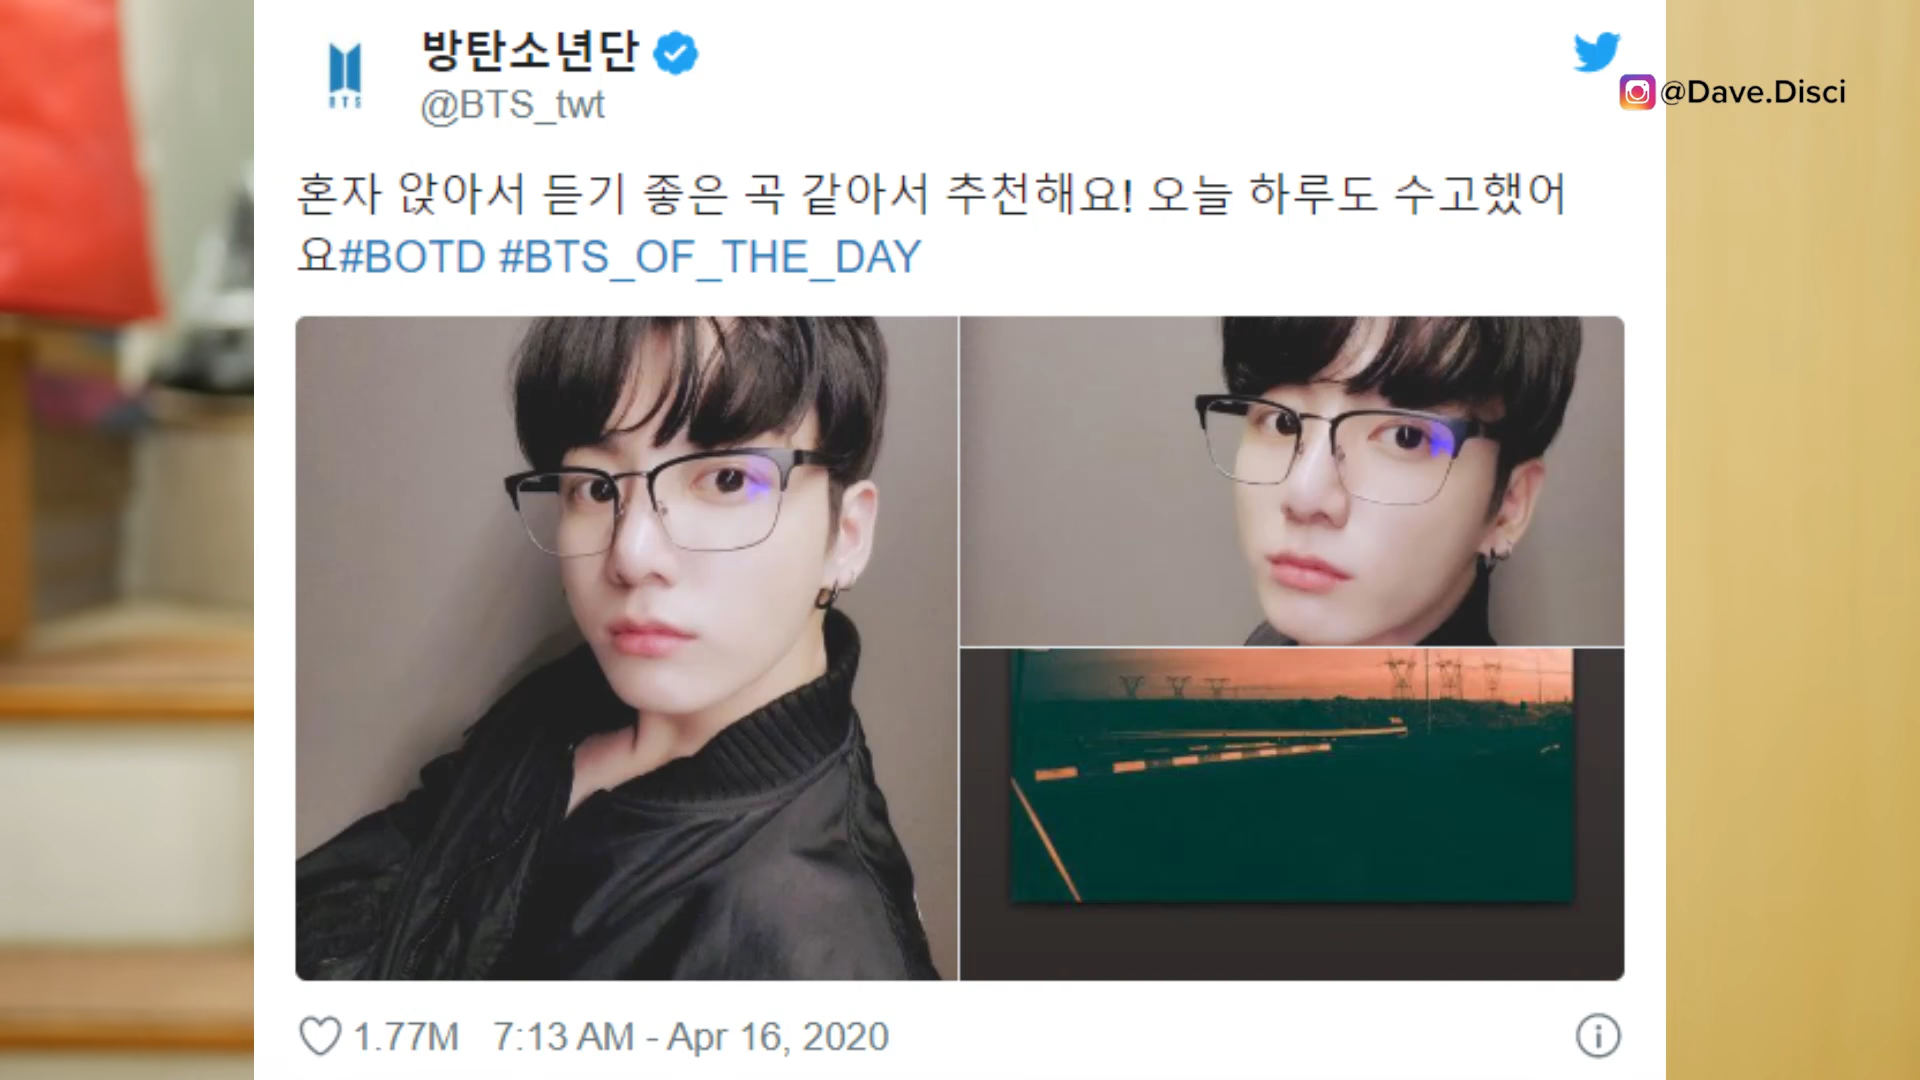 방탄소년단
@BTS_twt
BTS
@Dave.Disci
혼자 앉아서 듣기 좋은 곡 같아서 추천해요! 오늘 하루도 수고했어
요#BOTD #BTS_OF_THE_DAY
1.77M 7:13 AM - Apr 16, 2020